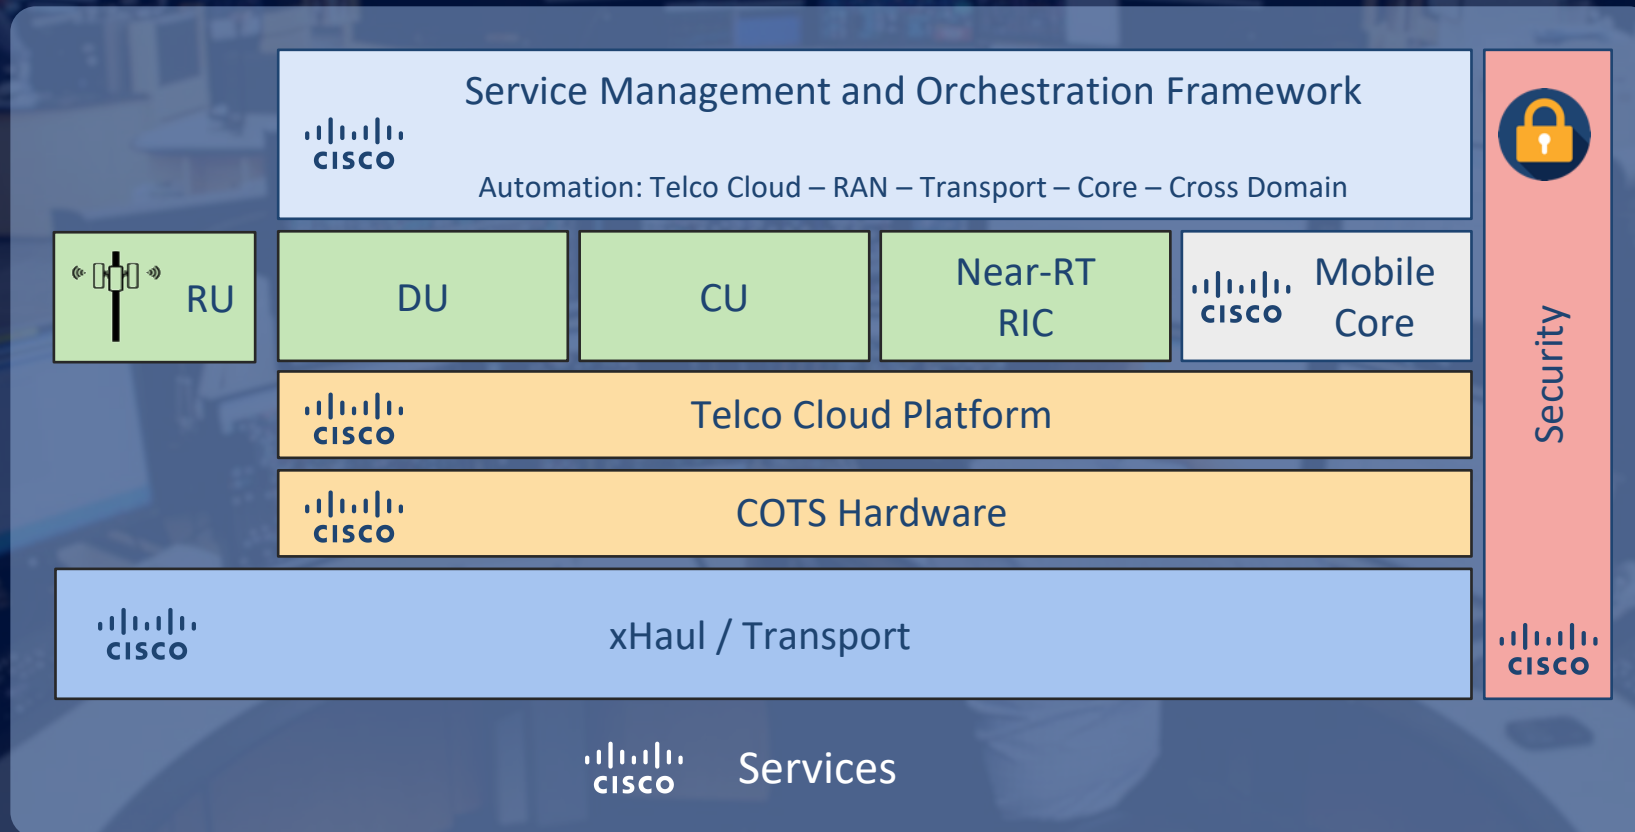 Service Management and Orchestration Framework
CISCO
Automation: Telco Cloud – RAN – Transport – Core – Cross Domain
RU
DU
CU
Near-RT
RIC
CISCO
Mobile
Core
Security
CISCO
Telco Cloud Platform
CISCO
COTS Hardware
CISCO
xHaul / Transport
CISCO
CISCO
Services